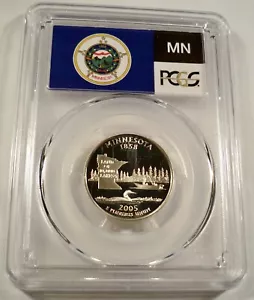 MN
PCGS
MINNESOTA
1858
LAND OF
10,000
LAKES
2005
E PLURIBUS UNUM